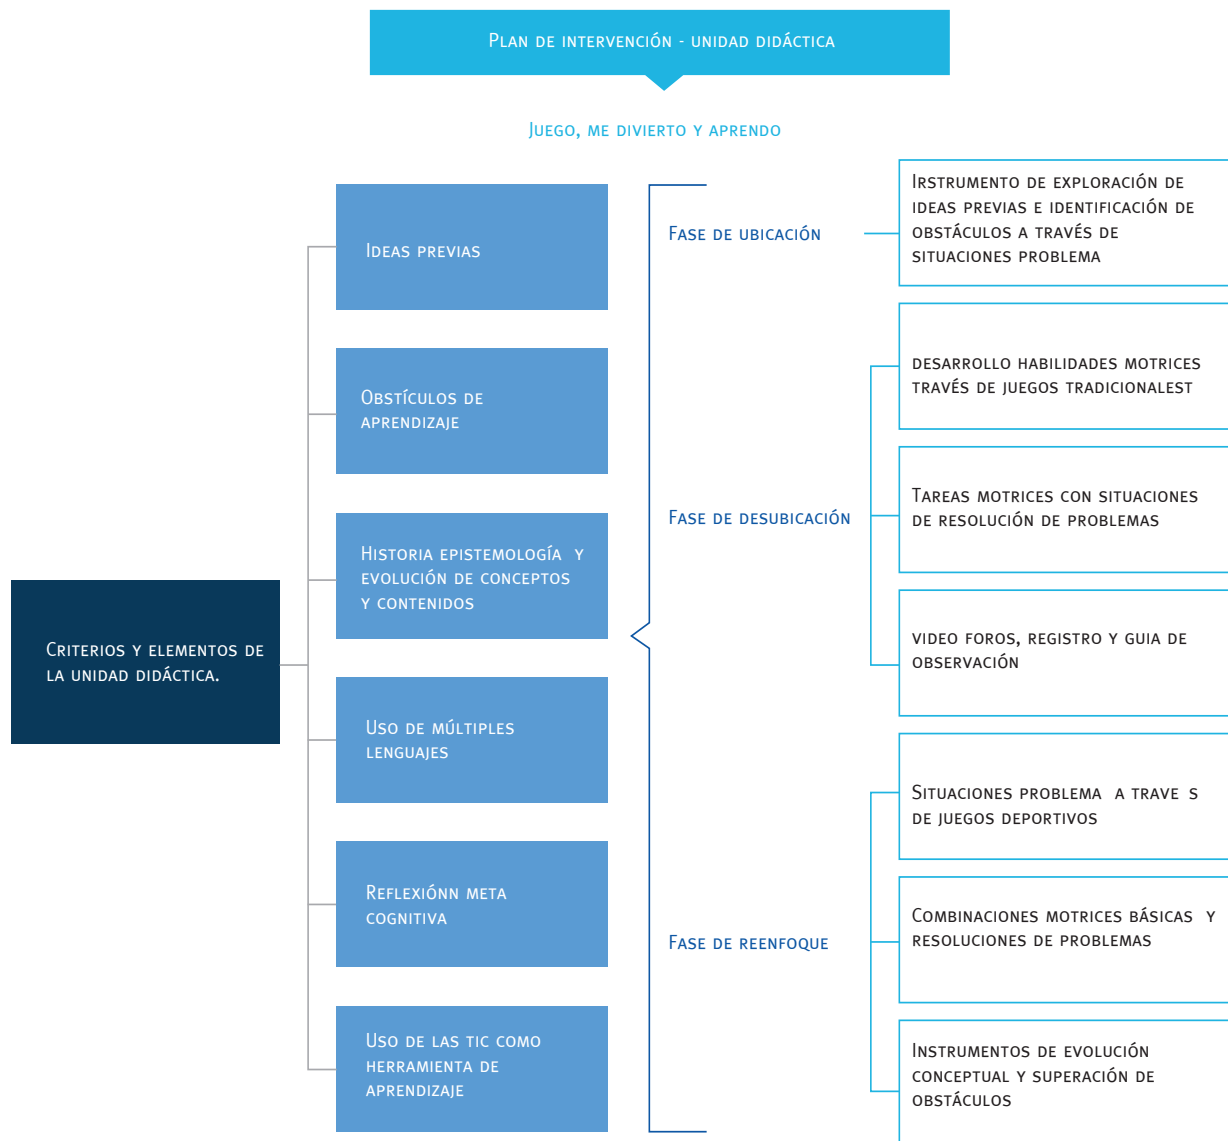 Plan de intervención - unidad didáctica
Juego, me divierto y aprendo
Criterios y elementos de
la unidad didáctica.
Ideas previas
Obstículos de
aprendizaje
Historia epistemología y
evolución de conceptos
y contenidos
Uso de múltiples
lenguajes
Reflexiónn meta
cognitiva
Uso de las tic como
herramienta de
aprendizaje
Fase de ubicación
Irstrumento de exploración de
ideas previas e identificación de
obstáculos a través de
situaciones problema
Fase de desubicación
desarrollo habilidades motrices
través de juegos tradicionalest
Tareas motrices con situaciones
de resolución de problemas
video foros, registro y guia de
observación
Fase de reenfoque
Situaciones problema a trave s
de juegos deportivos
Combinaciones motrices básicas y
resoluciones de problemas
Instrumentos de evolución
conceptual y superación de
obstáculos